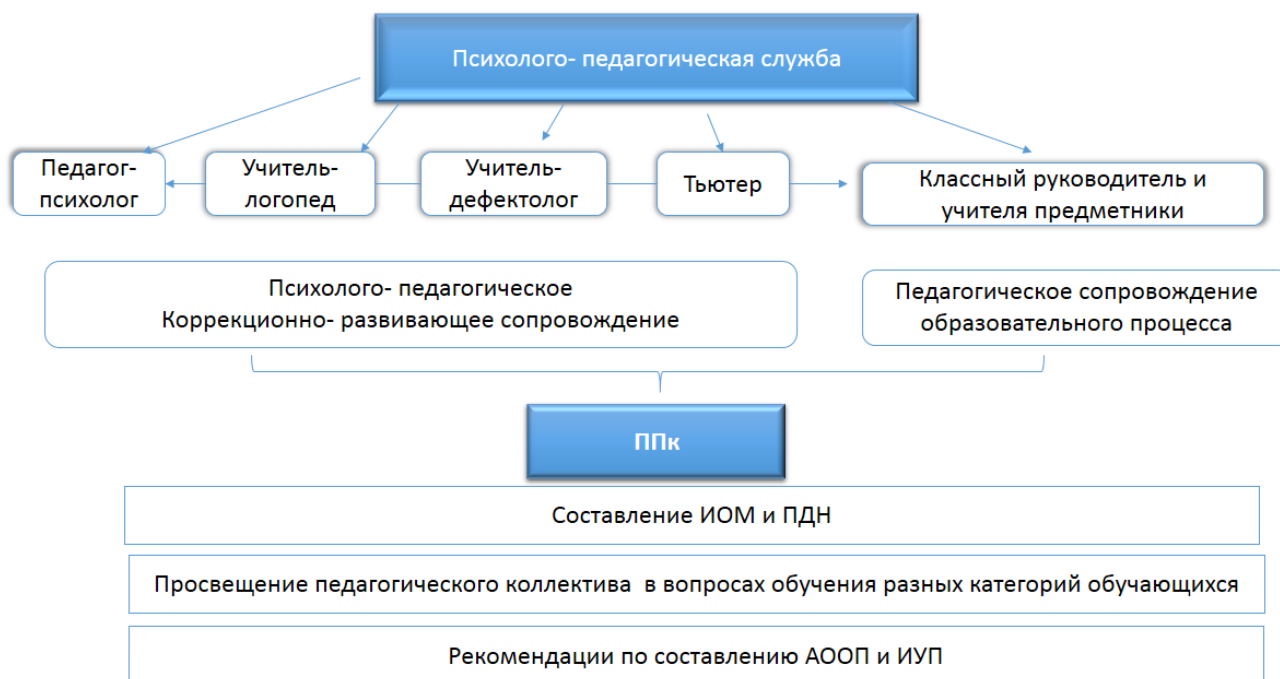 Психолого- педагогическая служба
Педагог-
психолог
Учитель-
логопед
Учитель-
дефектолог
Тьютер
Классный руководитель и
учителя предметники
Психолого- педагогическое
Коррекционно- развивающее сопровождение
Педагогическое сопровождение
образовательного процесса
ППк
Составление ИОМ и ПДН
Просвещение педагогического коллектива в вопросах обучения разных категорий обучающихся
Рекомендации по составлению АООП и ИУП